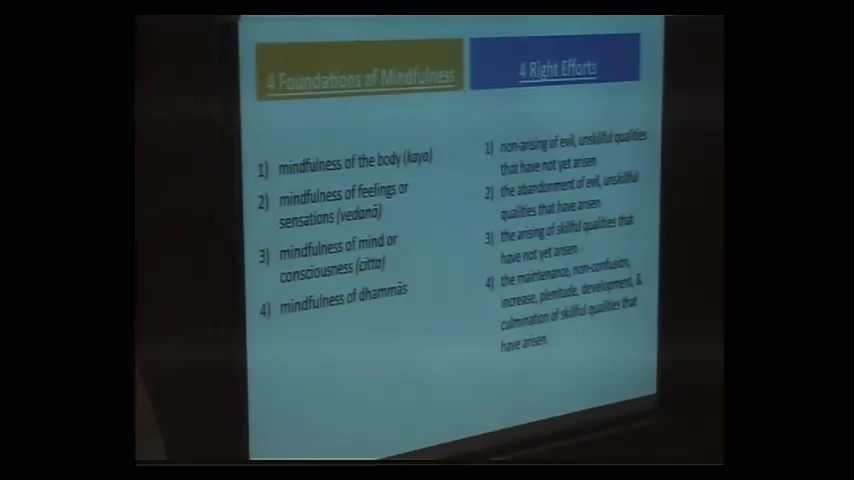 4 Foundations of Mindfulness
1) mindfulness of the body (kaya)
2) mindfulness of feelings or
sensations (vedanā)
3) mindfulness of mind or
consciousness (citta)
4) mindfulness of dhammās
4 Right Efforts
1) non-arising of evil, unskillful qualities
that have not yet arisen
2) the abandonment of evil, unskillful
qualities that have arisen
3) the arising of skillful qualities that
have not yet arisen
4) the maintenance, non-confusion,
increase, plenitude, development, &
culmination of skillful qualities that
have arisen